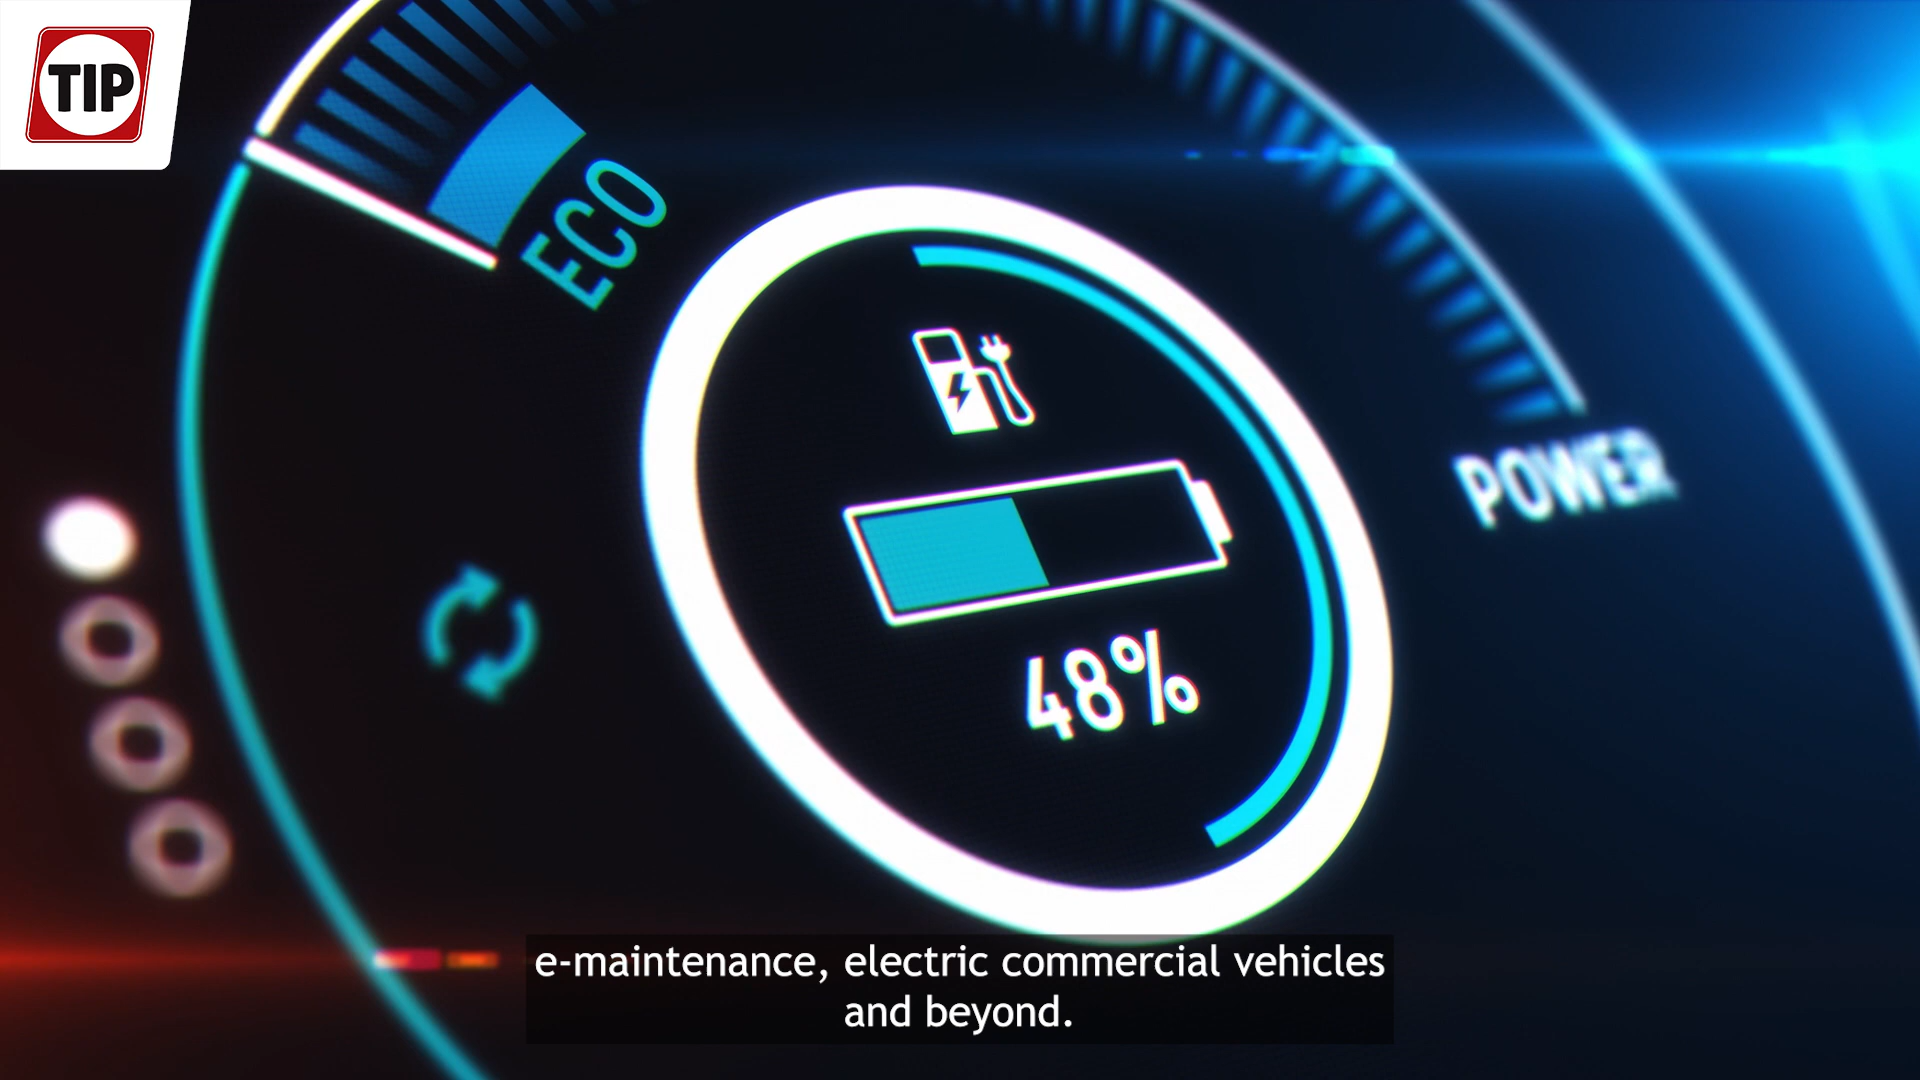 TIP
ECO
POWER
48%
e-maintenance, electric commercial vehicles
and beyond.